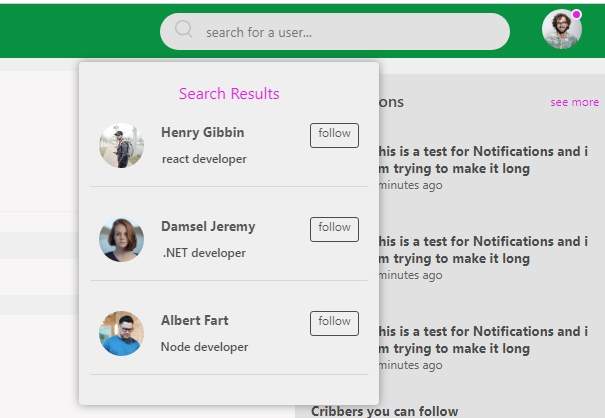 search for a user...
Search Results
Henry Gibbin
follow
react developer
Damsel Jeremy
follow
.NET developer
Albert Fart
follow
Node developer
ons
see more
his is a test for Notifications and i
m trying to make it long
minutes ago
his is a test for Notifications and i
m trying to make it long
minutes ago
his is a test for Notifications and i
m trying to make it long
minutes ago
Cribbers you can follow